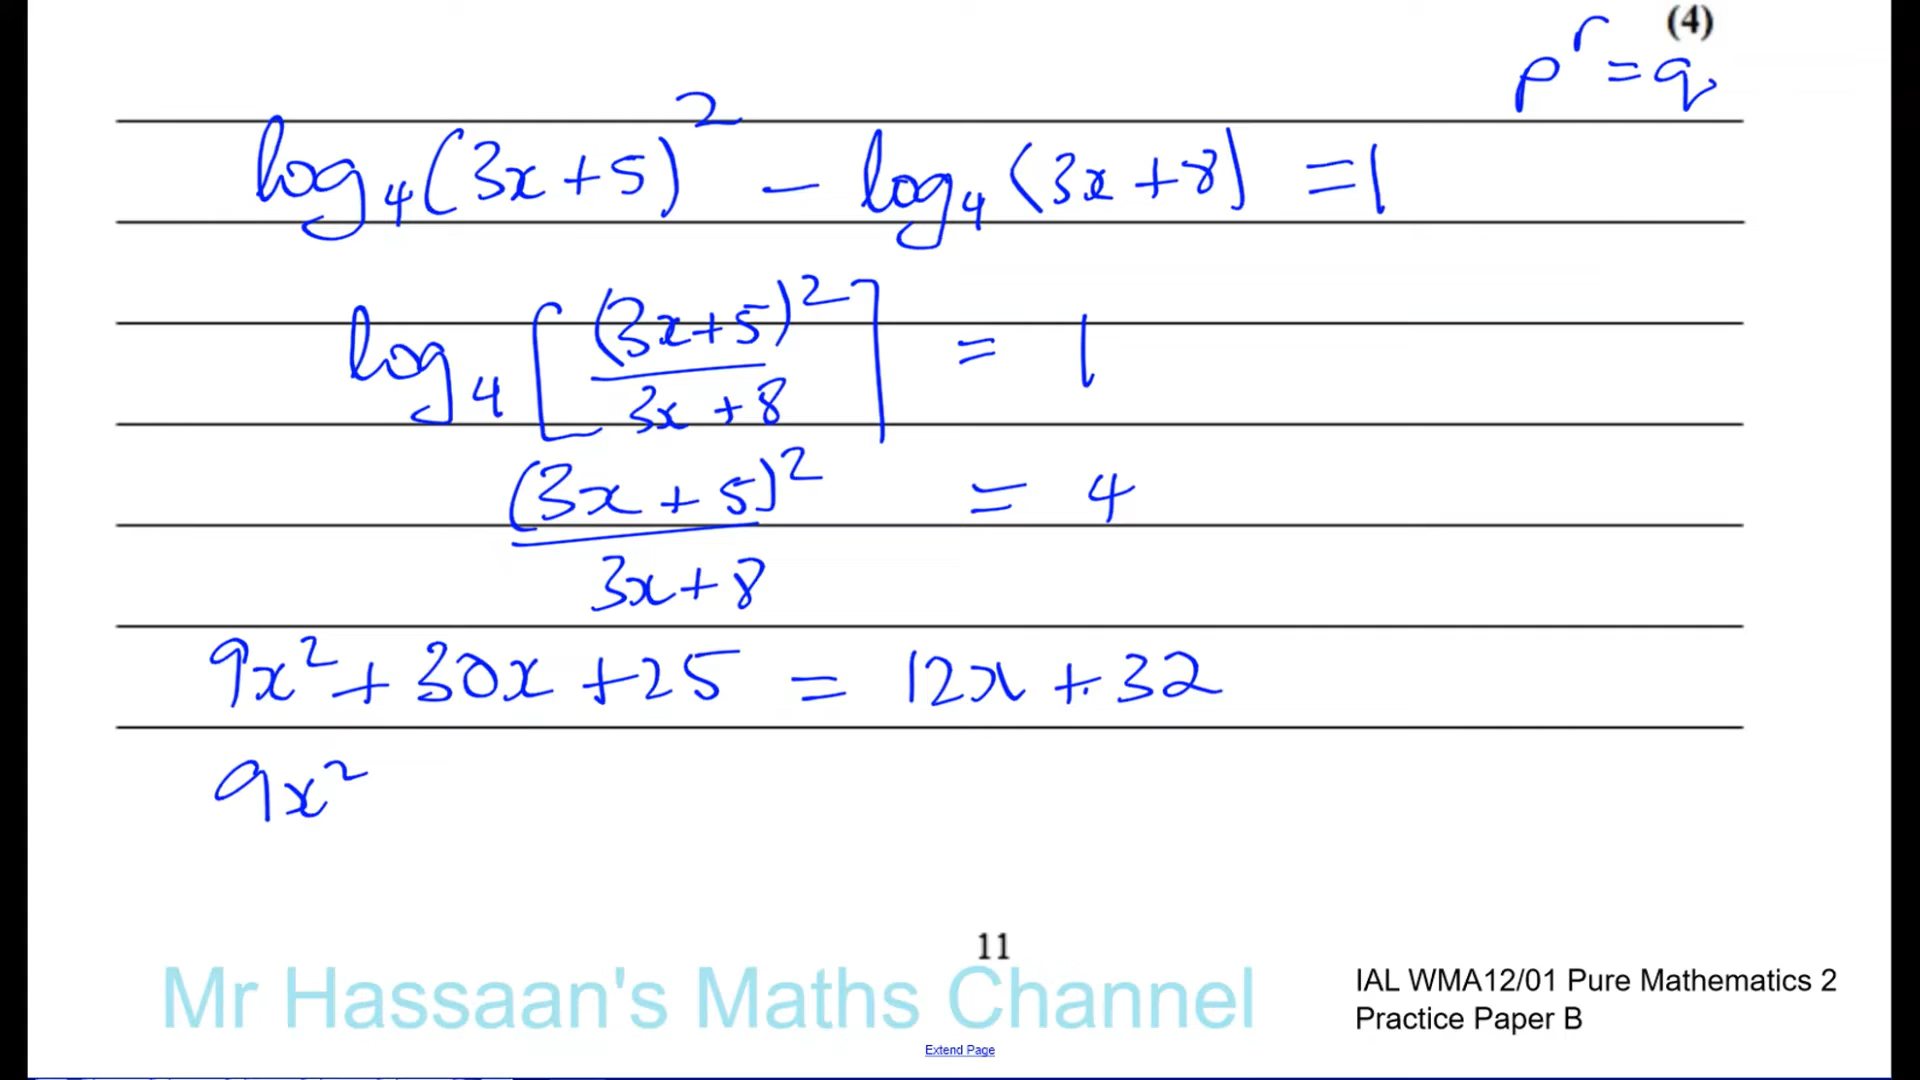 (4)
p^r = q
log₄(3x+5)² − log₄(3x+8) = 1
log₄[(3x+5)²/3x+8] = 1
(3x+5)²/3x+8 = 4
9x² + 30x + 25 = 12x + 32
9x²
11
Mr Hassaan's Maths Channel
IAL WMA12/01 Pure Mathematics 2
Practice Paper B
Extend Page